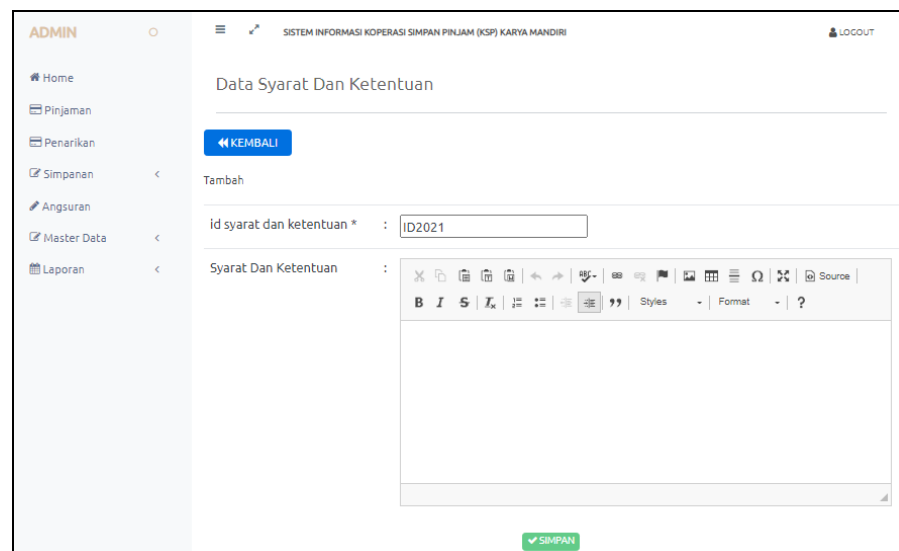 ADMIN
SISTEM INFORMASI KOPERASI SIMPAN PINJAM (KSP) KARYA MANDIRI
LOGOUT
Home
Pinjaman
Penarikan
Simpanan
Angsuran
Master Data
Laporan
Data Syarat Dan Ketentuan
KEMBALI
Tambah
id syarat dan ketentuan * : ID2021
Syarat Dan Ketentuan :
Source
Styles Format ?
SIMPAN